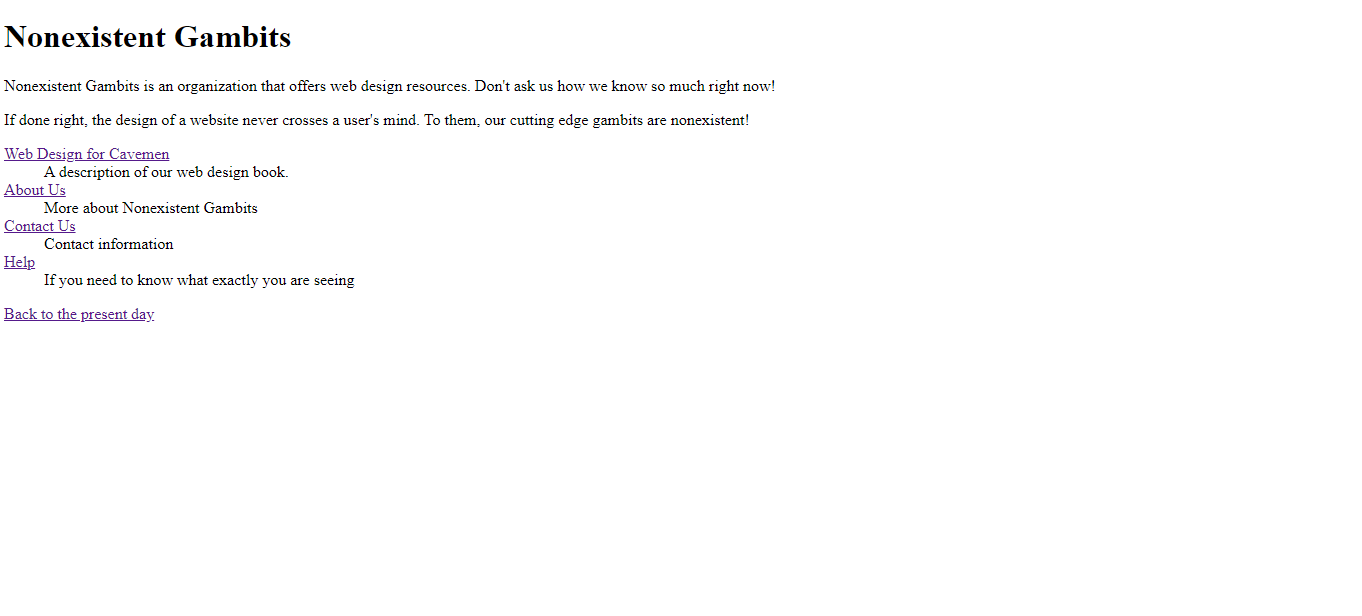 Nonexistent Gambits
Nonexistent Gambits is an organization that offers web design resources. Don't ask us how we know so much right now!
If done right, the design of a website never crosses a user's mind. To them, our cutting edge gambits are nonexistent!
Web Design for Cavemen
A description of our web design book.
About Us
More about Nonexistent Gambits
Contact Us
Contact information
Help
If you need to know what exactly you are seeing
Back to the present day